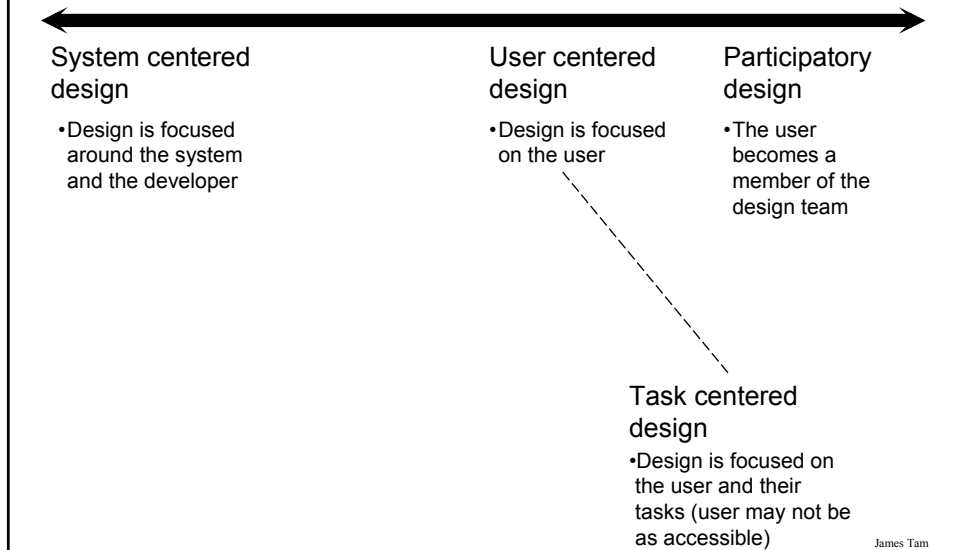 System centered
design
•Design is focused
around the system
and the developer
User centered
design
•Design is focused
on the user
Participatory
design
•The user
becomes a
member of the
design team
Task centered
design
•Design is focused on
the user and their
tasks (user may not be
as accessible)
James Tam